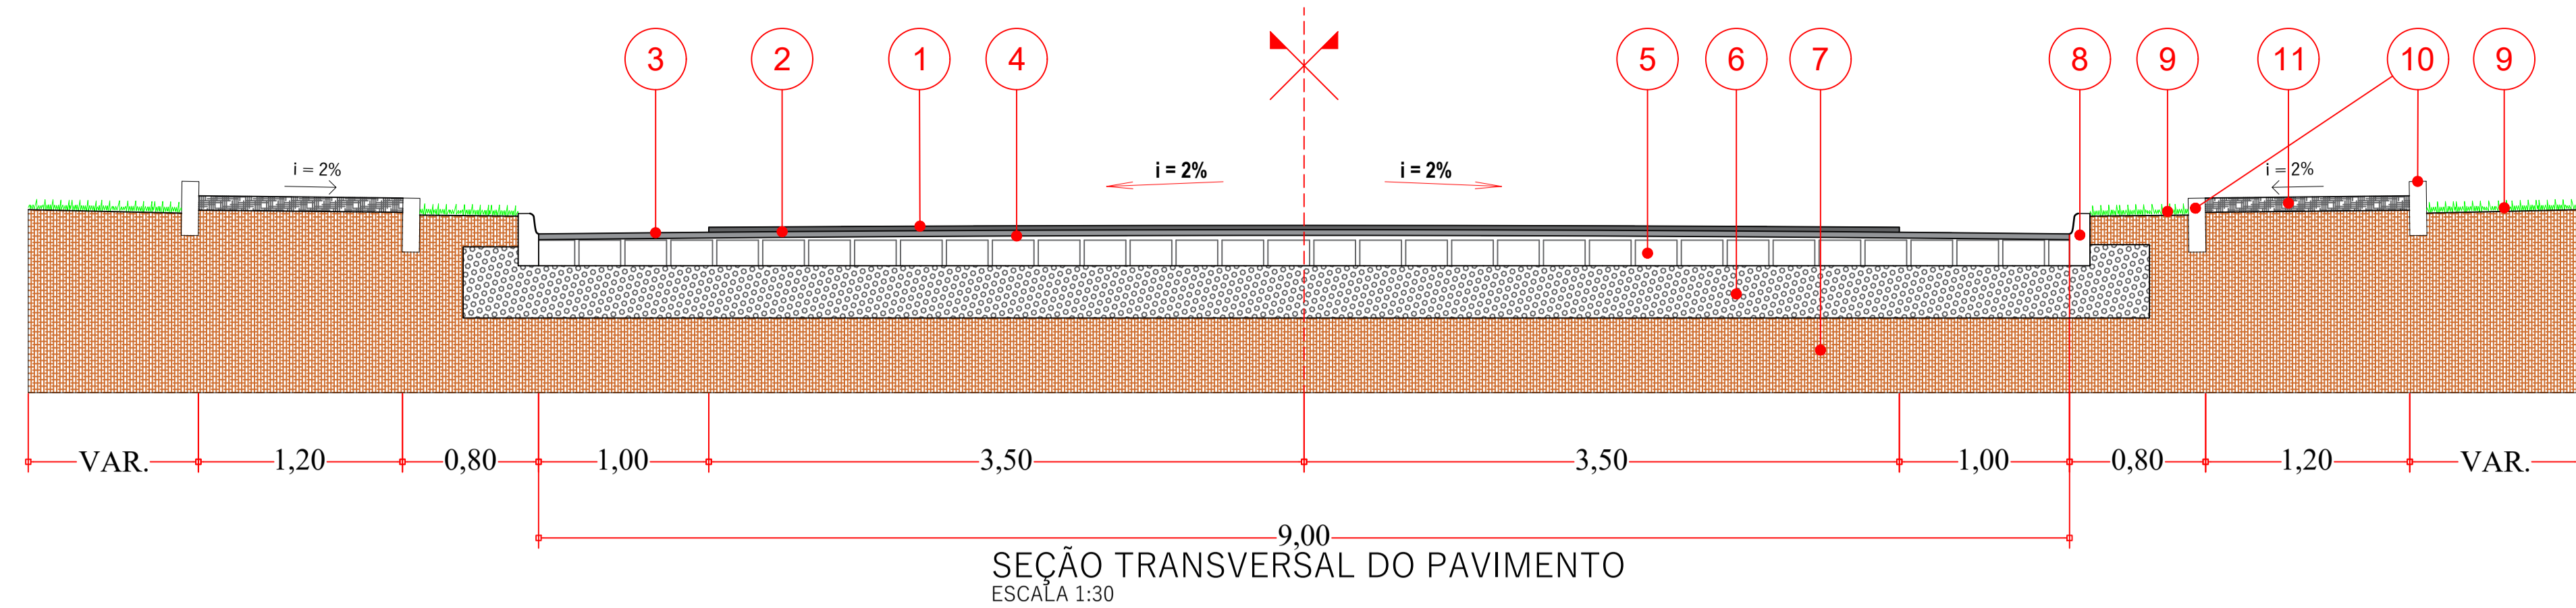 3 2 1 4 5 6 7 8 9 11 10 9
i = 2% i = 2% i = 2% i = 2%
VAR. 1,20 0,80 1,00 3,50 3,50 1,00 0,80 1,20 VAR.
9,00
SEÇÃO TRANSVERSAL DO PAVIMENTO
ESCALA 1:30